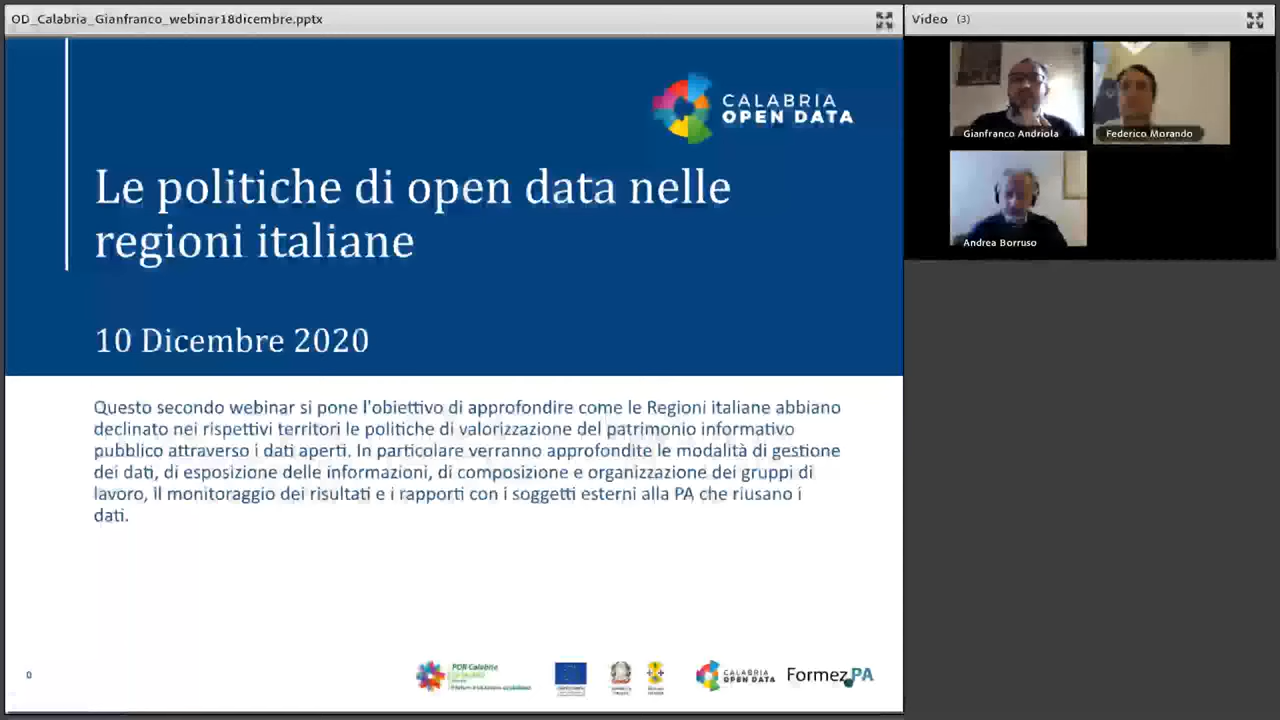 OD_Calabria_Gianfranco_webinar18dicembre.pptx
Video (3)
CALABRIA
OPEN DATA
Le politiche di open data nelle
regioni italiane
10 Dicembre 2020
Questo secondo webinar si pone l'obiettivo di approfondire come le Regioni italiane abbiano
declinato nei rispettivi territori le politiche di valorizzazione del patrimonio informativo
pubblico attraverso i dati aperti. In particolare verranno approfondite le modalità di gestione
dei dati, di esposizione delle informazioni, di composizione e organizzazione dei gruppi di
lavoro, Il monitoraggio dei risultati e i rapporti con i soggetti esterni alla PA che riusano i
dati.
Gianfranco Andriola
Federico Morando
Andrea Borruso
0
POR Calabria
CALABRIA
OPEN DATA
Formez PA